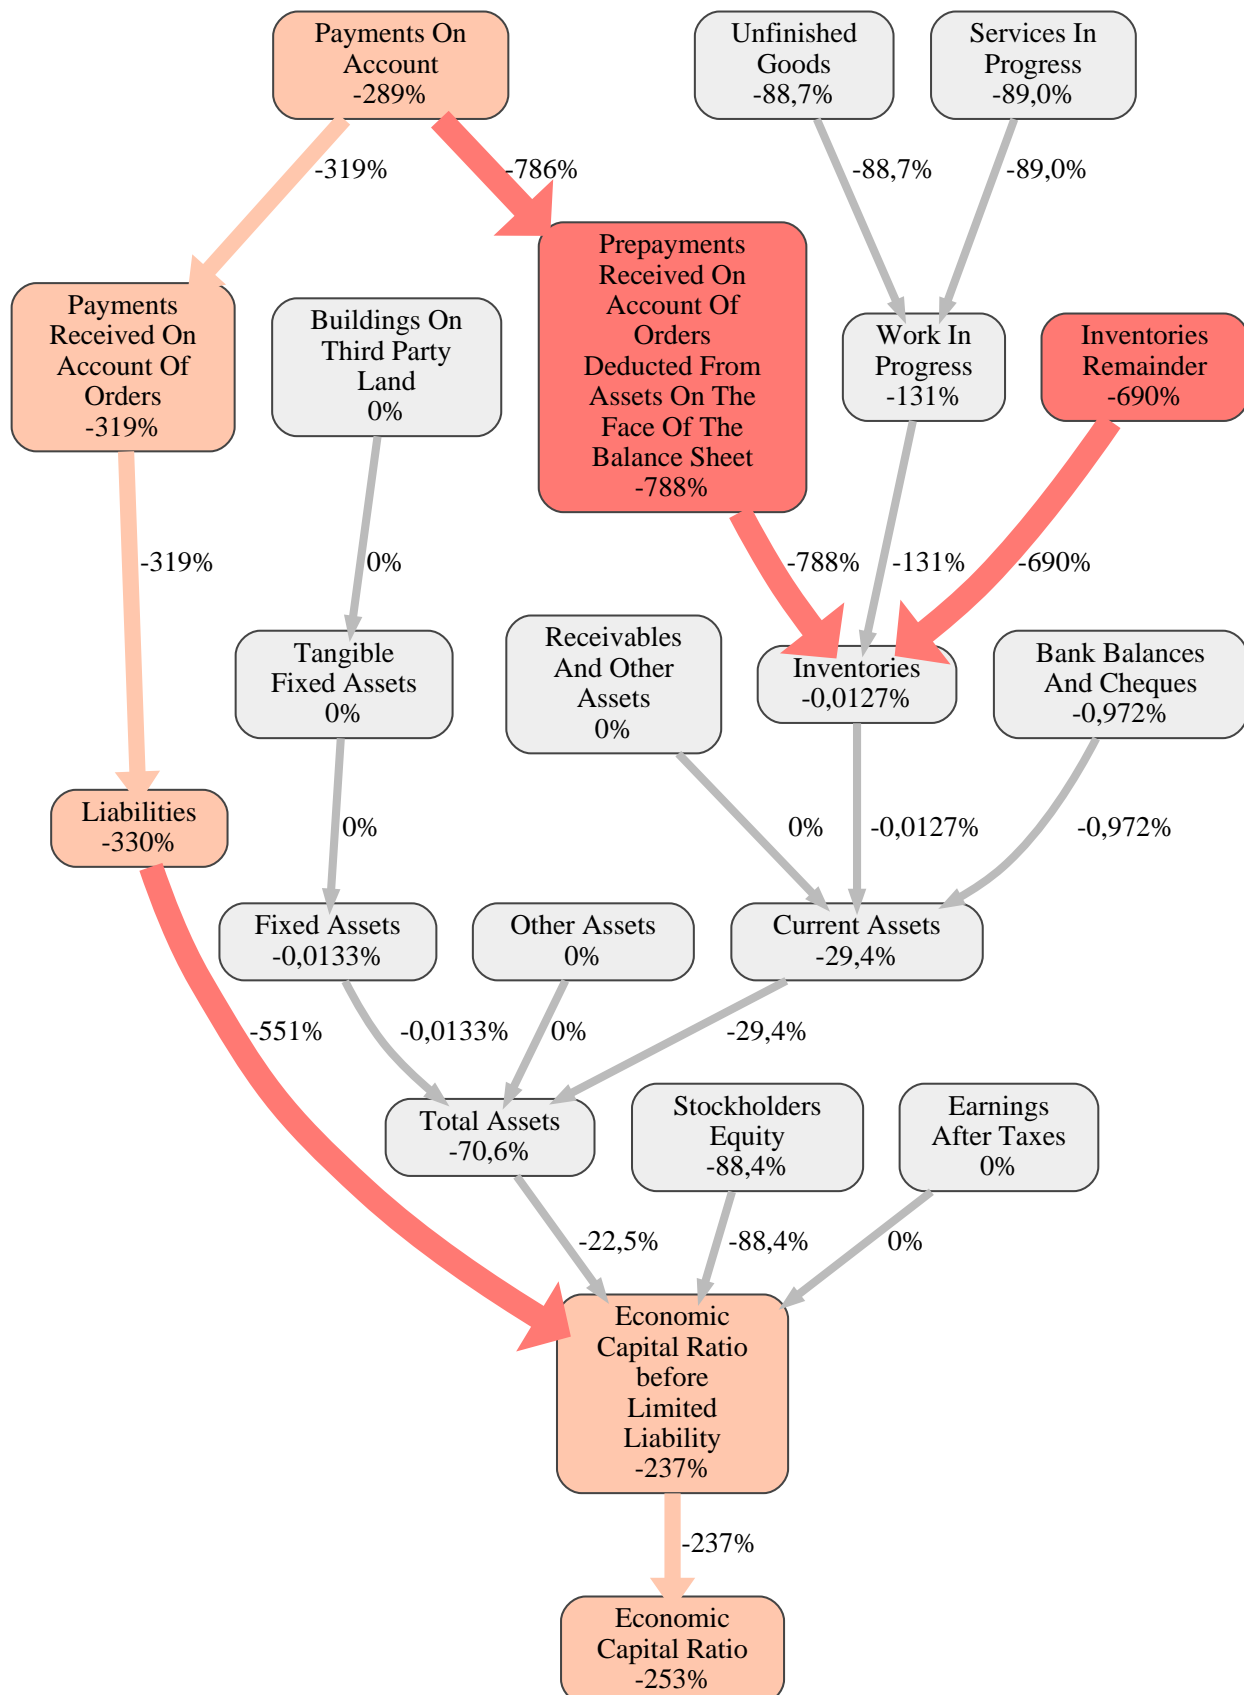 Payments On
Account
-289%
Unfinished
Goods
-88,7%
Services In
Progress
-89,0%
-319%
-786%
-88,7%
-89,0%
Prepayments
Received On
Account Of
Orders
Deducted From
Assets On The
Face Of The
Balance Sheet
-788%
Payments
Received On
Account Of
Orders
-319%
Buildings On
Third Party
Land
0%
Work In
Progress
-131%
Inventories
Remainder
-690%
-319%
0%
-788%
-131%
-690%
Tangible
Fixed Assets
0%
Receivables
And Other
Assets
0%
Inventories
-0,0127%
Bank Balances
And Cheques
-0,972%
Liabilities
-330%
0%
0%
-0,0127%
-0,972%
Fixed Assets
-0,0133%
Other Assets
0%
Current Assets
-29,4%
-551%
-0,0133%
0%
-29,4%
Total Assets
-70,6%
Stockholders
Equity
-88,4%
Earnings
After Taxes
0%
-22,5%
-88,4%
0%
Economic
Capital Ratio
before
Limited
Liability
-237%
-237%
Economic
Capital Ratio
-253%